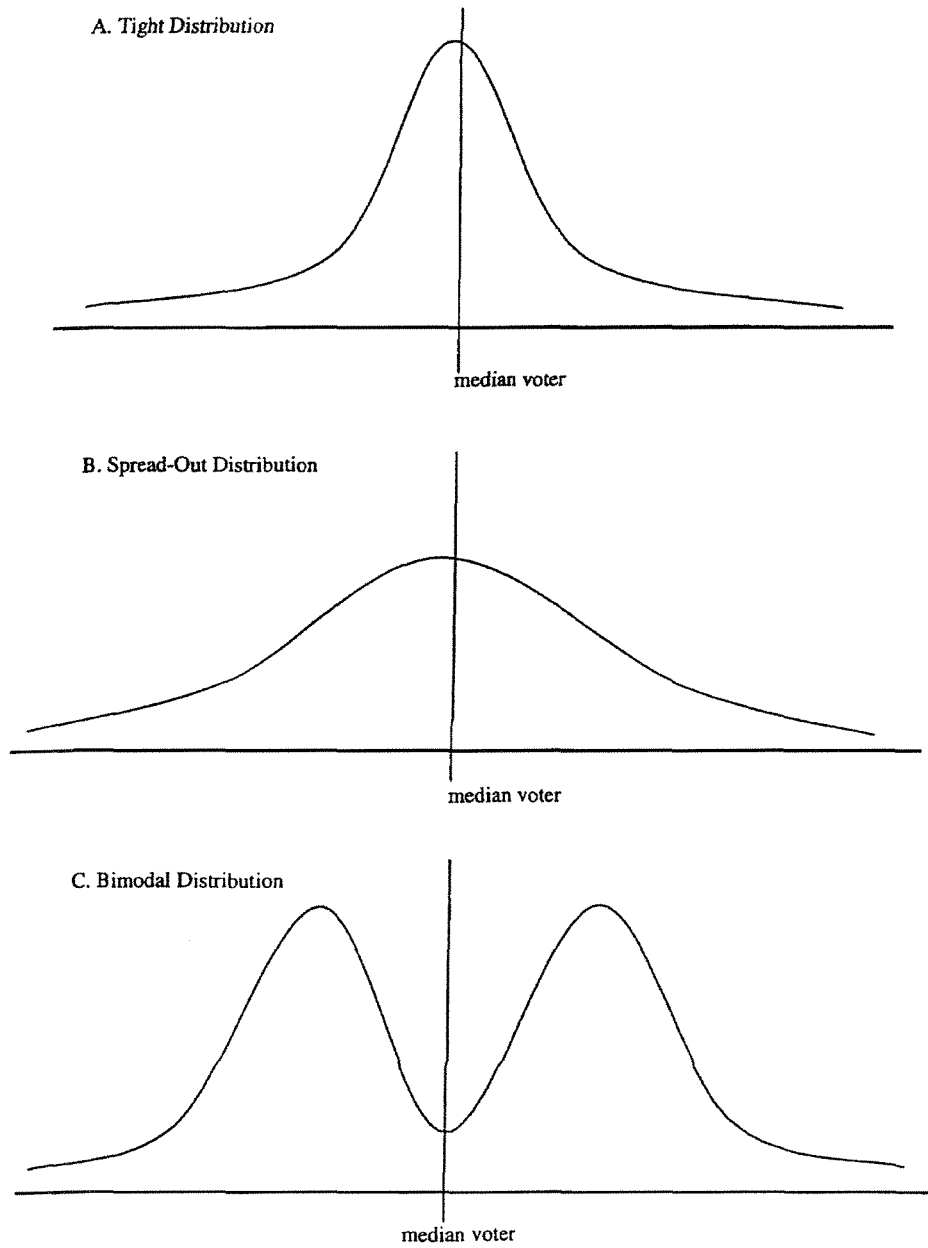 A. Tight Distribution
median voter
B. Spread-Out Distribution
median voter
C. Bimodal Distribution
median voter